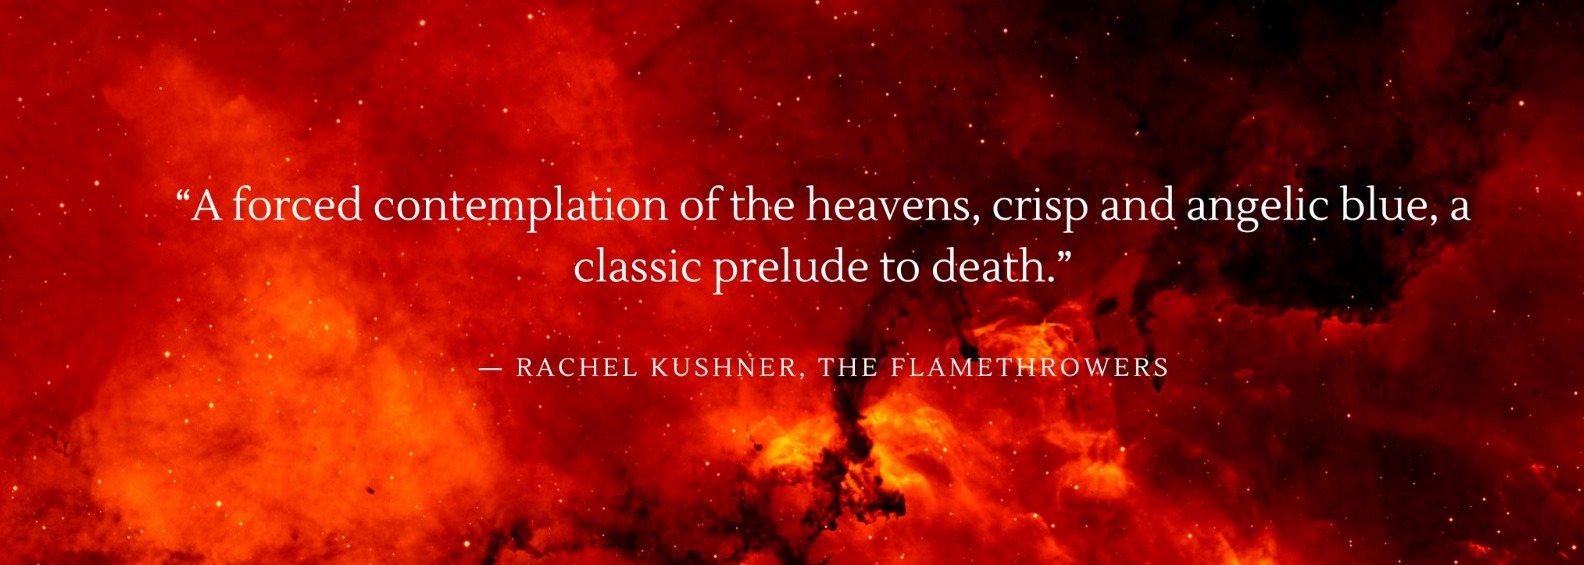 “A forced contemplation of the heavens, crisp and angelic blue, a
classic prelude to death.”
— RACHEL KUSHNER, THE FLAMETHROWERS